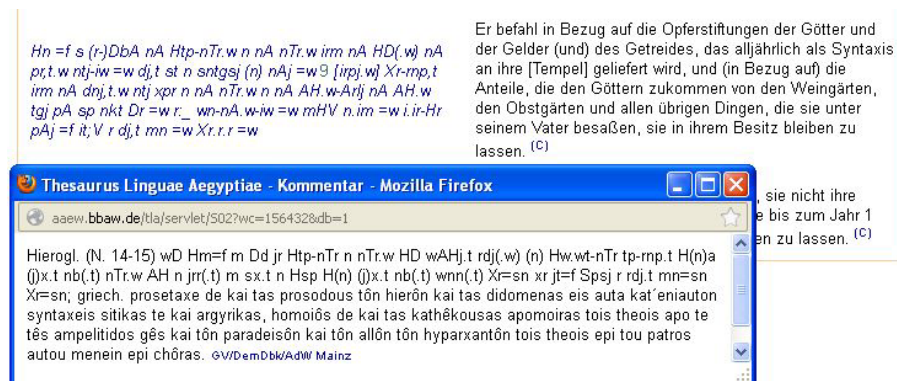 Hn =f s (r-)DbA nA Htp-nTr.w n nA nTr.w irm nA HD(.w) nA
pr,t.w ntj-iw =w dj,t st n sntgsj (n) nAj =w 9 [irpj.w] Xr-rnp,t
irm nA dnj,t.w ntj xpr n nA nTr.w n nA AH.w-Arlj nA AH.w
tgj pA sp nkt Dr =w r:_ wn-nA.w-iw =w mHV n.im =w i.ir-Hr
pAj =f it;V r dj,t mn =w Xr.r.r =w
Er befahl in Bezug auf die Opferstiftungen der Götter und
der Gelder (und) des Getreides, das alljährlich als Syntaxis
an ihre [Tempel] geliefert wird, und (in Bezug auf) die
Anteile, die den Göttern zukommen von den Weingärten,
den Obstgärten und allen übrigen Dingen, die sie unter
seinem Vater besaßen, sie in ihrem Besitz bleiben zu
lassen. (C)
, sie nicht ihre
e bis zum Jahr 1
en zu lassen. (C)
Thesaurus Linguae Aegyptiae - Kommentar - Mozilla Firefox
aaew.bbaw.de/tla/servlet/S02?wc=156432&db=1
Hierogl. (N. 14-15) wD Hm=f m Dd jr Htp-nTr n nTr.w HD wAHj.t rdj(.w) (n) Hw.wt-nTr tp-rnp.t H(n)a
(j)x.t nb(.t) nTr.w AH n jrr(.t) m sx.t n Hsp H(n) (j)x.t nb(.t) wnn(.t) Xr=sn xr jt=f Spsj r rdj.t mn=sn
Xr=sn; griech. prosetaxe de kai tas prosodous tôn hierôn kai tas didomenas eis auta kat´eniauton
syntaxeis sitikas te kai argyrikas, homoiôs de kai tas kathêkousas apomoiras tois theois apo te
tês ampelitidos gês kai tôn paradeisôn kai tôn allôn tôn hyparxantôn tois theois epi tou patros
autou menein epi chôras. GV/DemDbk/AdW Mainz